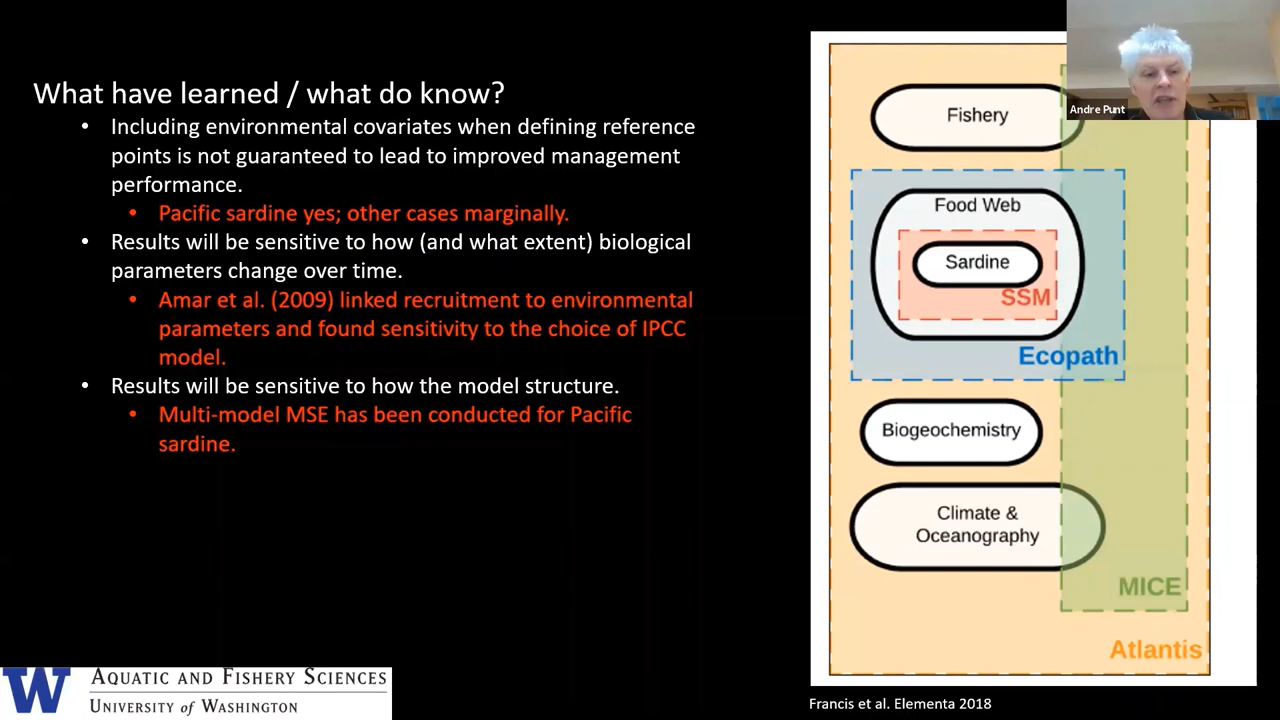 What have learned / what do know?
• Including environmental covariates when defining reference
points is not guaranteed to lead to improved management
performance.
• Pacific sardine yes; other cases marginally.
• Results will be sensitive to how (and what extent) biological
parameters change over time.
• Amar et al. (2009) linked recruitment to environmental
parameters and found sensitivity to the choice of IPCC
model.
• Results will be sensitive to how the model structure.
• Multi-model MSE has been conducted for Pacific
sardine.
Andre Punt
Fishery
Food Web
Sardine
SSM
Ecopath
Biogeochemistry
Climate &
Oceanography
MICE
Atlantis
Francis et al. Elementa 2018
W
AQUATIC AND FISHERY SCIENCES
UNIVERSITY of WASHINGTON